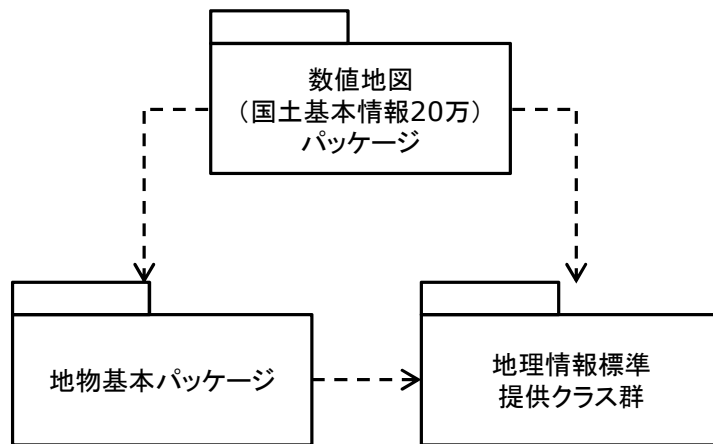 数値地図
（国土基本情報20万）
パッケージ
地物基本パッケージ
地理情報標準
提供クラス群